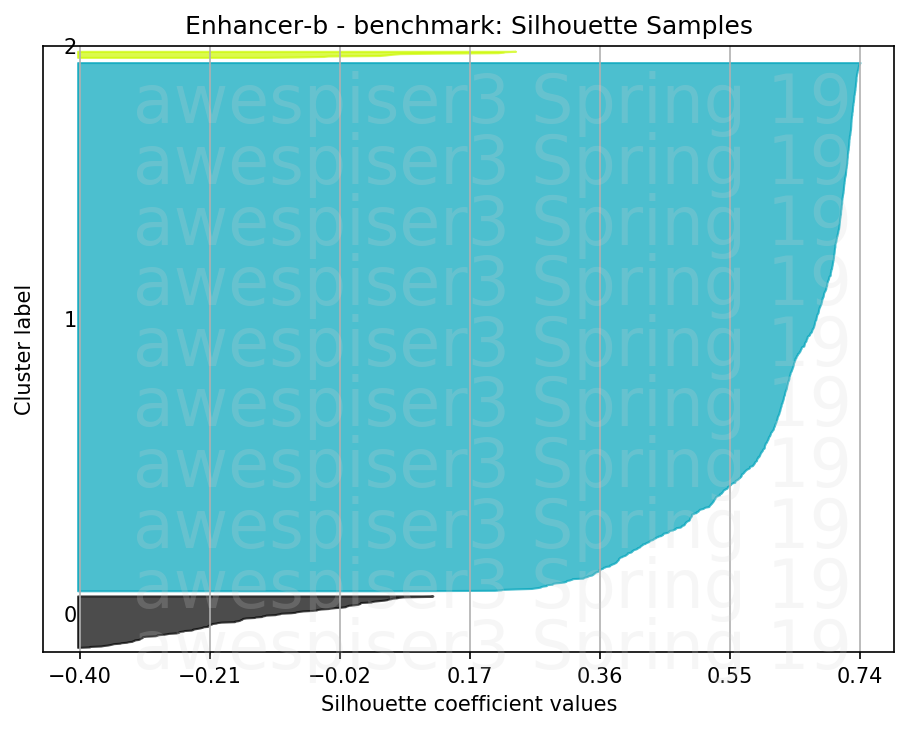 Enhancer-b - benchmark: Silhouette Samples
2
awespiser3 Spring 19
awespiser3 Spring 19
awespiser3 Spring 19
awespiser3 Spring 19
1
awespiser3 Spring 19
awespiser3 Spring 19
awespiser3 Spring 19
awespiser3 Spring 19
awespiser3 Spring 19
0
awespiser3 Spring 19
Cluster label
−0.40 −0.21 −0.02 0.17 0.36 0.55 0.74
Silhouette coefficient values